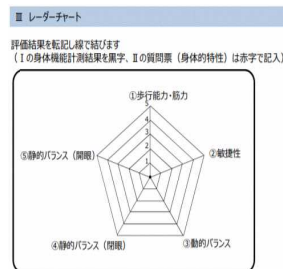 Ⅲ レーダーチャート
評価結果を転記し線で結びます
(Ⅰの身体機能計測結果を黒字、Ⅱの質問票(身体的特性)は赤字で記入)
①歩行能力・筋力
5
4
3
2
1
②敏捷性
③動的バランス
④静的バランス(閉眼)
⑤静的バランス(開眼)